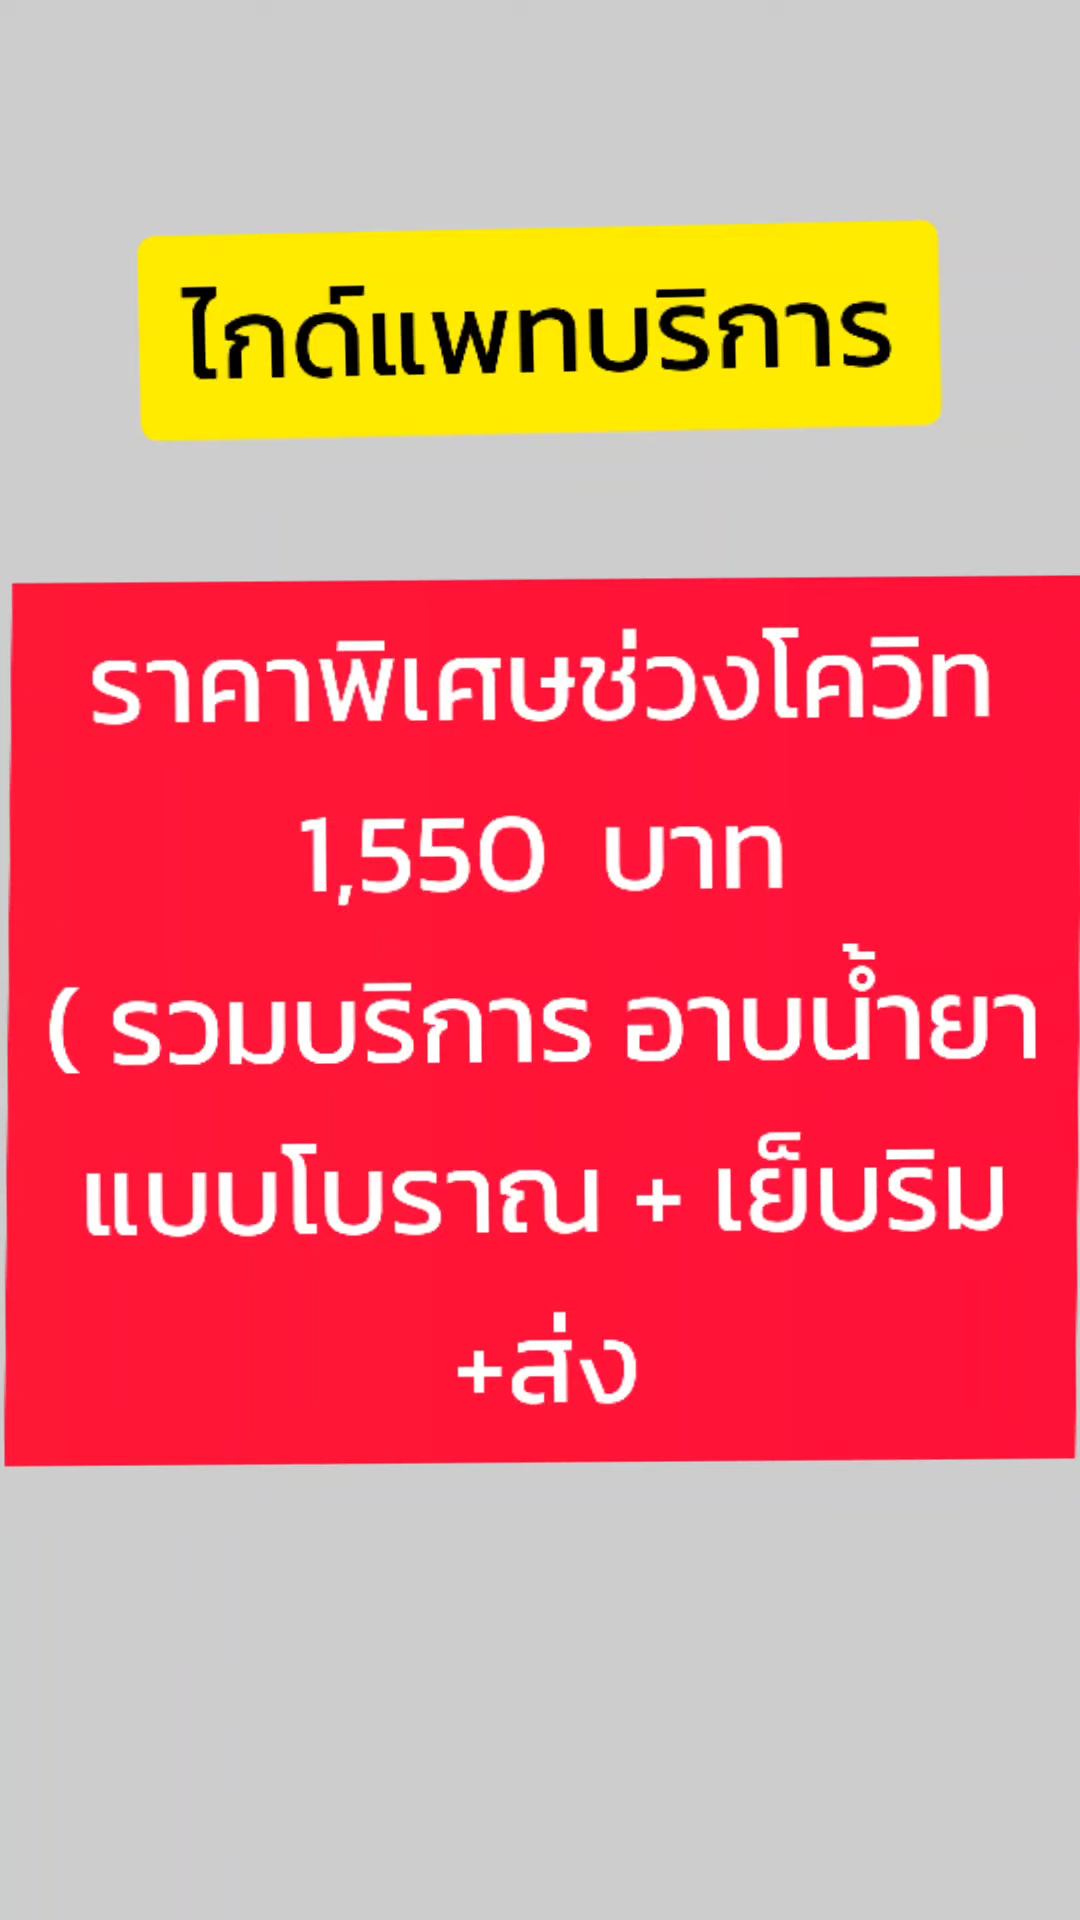 ไกด์แพทบริการ
ราคาพิเศษช่วงโควิท
1,550 บาท
( รวมบริการ อาบน้ำยา
แบบโบราณ + เย็บริม
+ส่ง